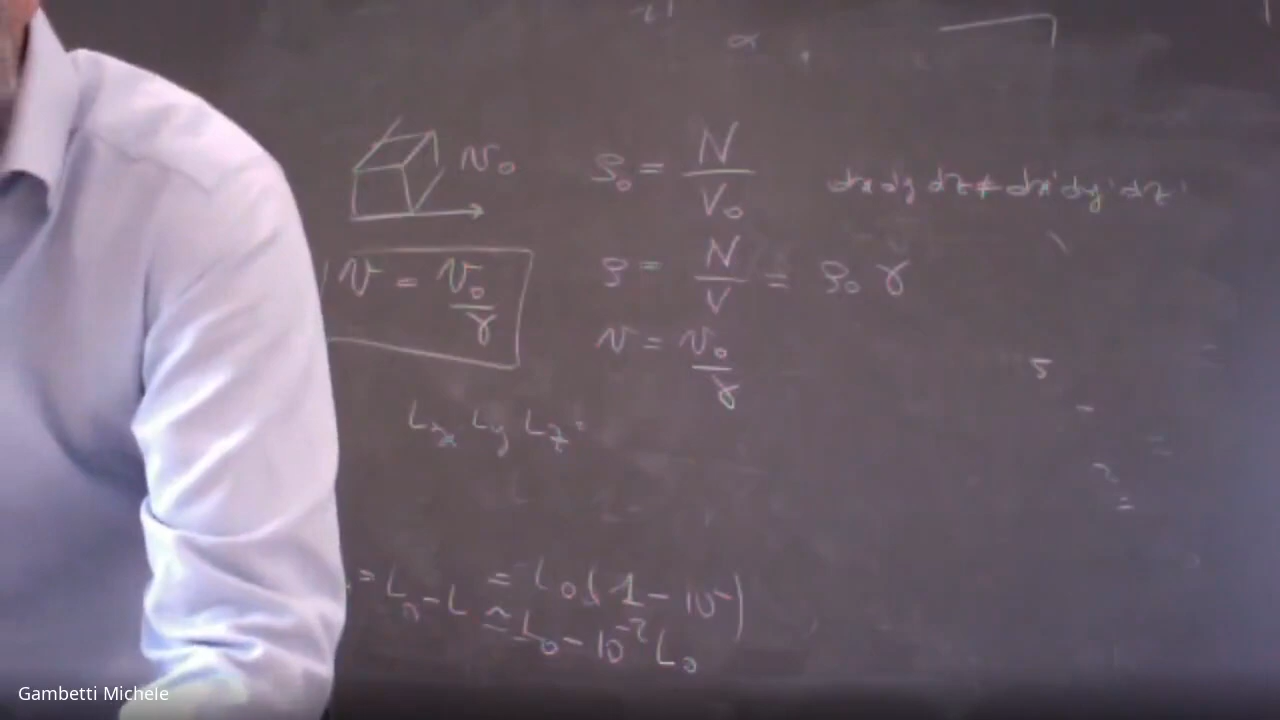 α
V₀
ρ₀ = N / V₀
dx dy dz ≠ dx' dy' dz'
V = V₀ / γ
ρ = N / V = ρ₀ γ
V = V₀ / γ
Lx Ly Lz
= L₀ - L = L₀(1 - 10
≃ L₀ - 10⁻² L₀
Gambetti Michele